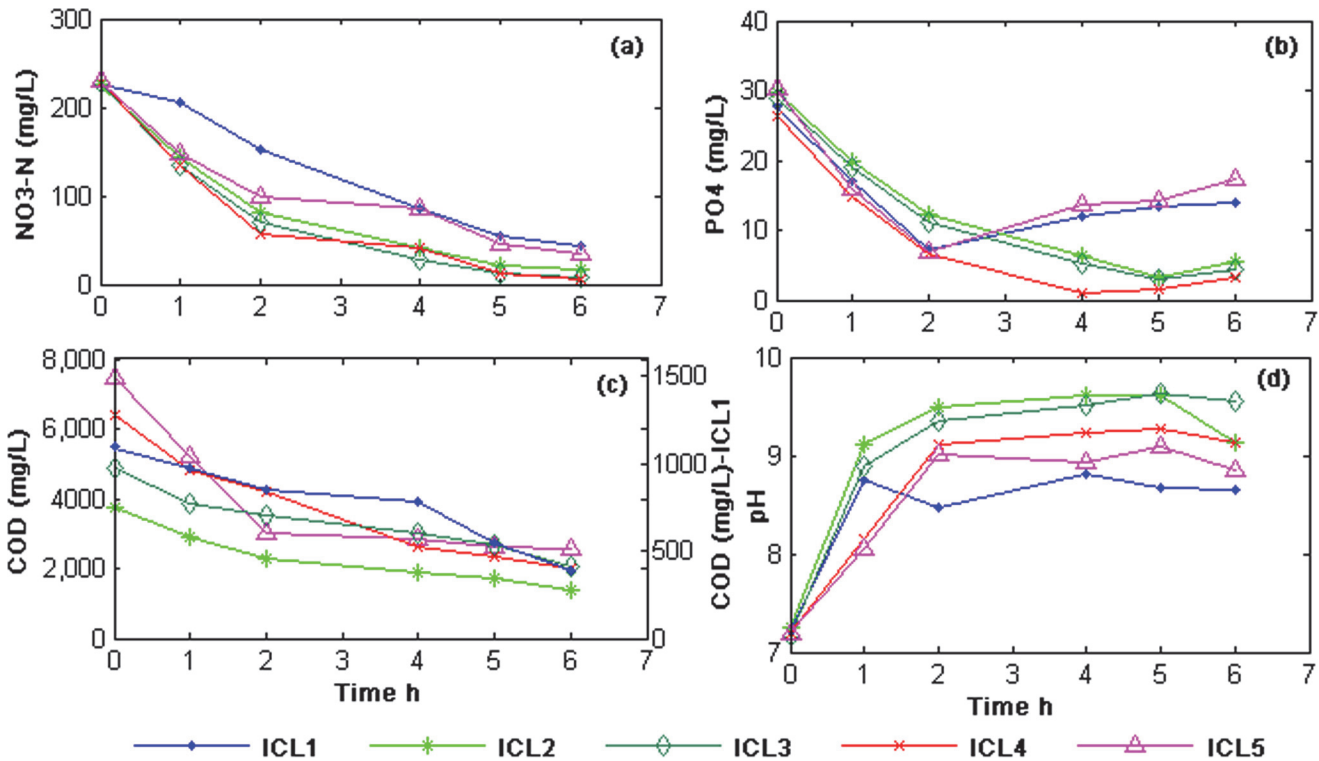 (a)
NO3-N (mg/L)
300
200
100
0
0 1 2 3 4 5 6 7
(b)
PO4 (mg/L)
40
30
20
10
0
0 1 2 3 4 5 6 7
(c)
COD (mg/L)
8,000
6,000
4000
2,000
0
0 1 2 3 4 5 6 7
Time h
1500
1000
500
0
COD (mg/L)-ICL1
(d)
pH
10
9
8
7
0 1 2 3 4 5 6 7
Time h
ICL1 ICL2 ICL3 ICL4 ICL5